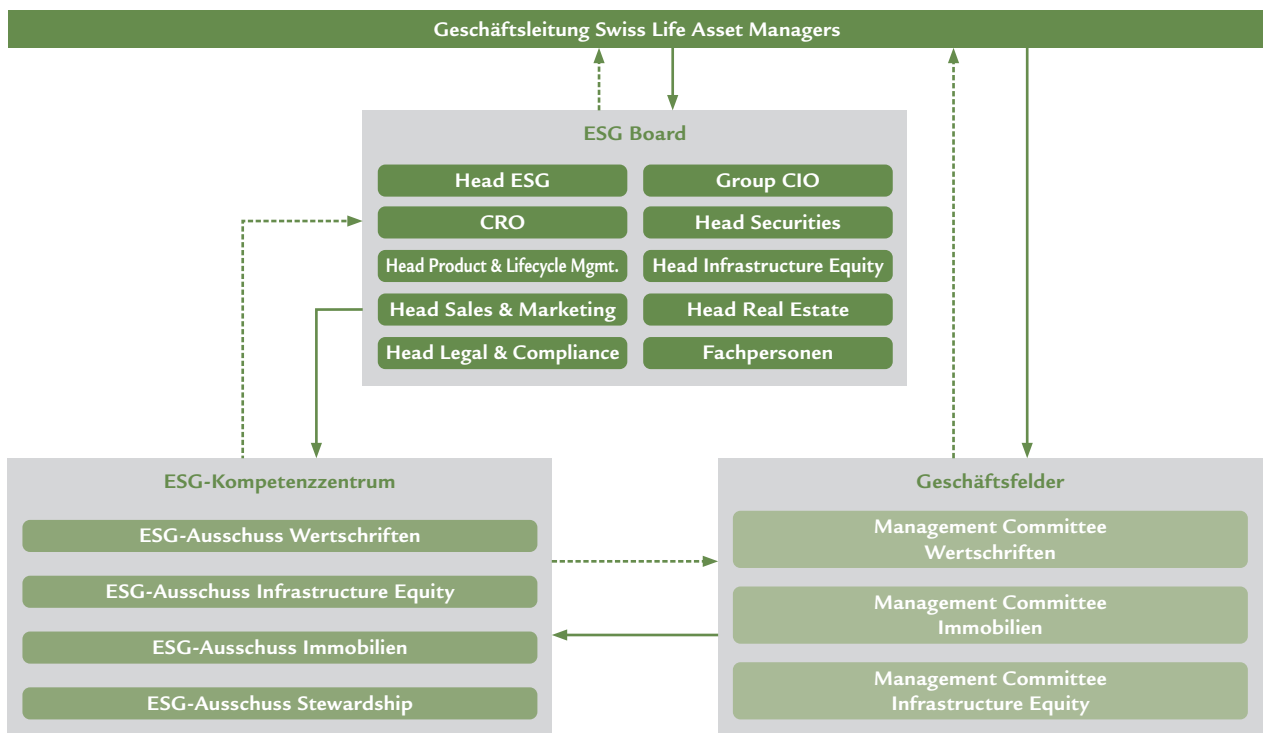 Geschäftsleitung Swiss Life Asset Managers
ESG Board
Head ESG
Group CIO
CRO
Head Securities
Head Product & Lifecycle Mgmt.
Head Infrastructure Equity
Head Sales & Marketing
Head Real Estate
Head Legal & Compliance
Fachpersonen
ESG-Kompetenzzentrum
ESG-Ausschuss Wertschriften
ESG-Ausschuss Infrastructure Equity
ESG-Ausschuss Immobilien
ESG-Ausschuss Stewardship
Geschäftsfelder
Management Committee
Wertschriften
Management Committee
Immobilien
Management Committee
Infrastructure Equity